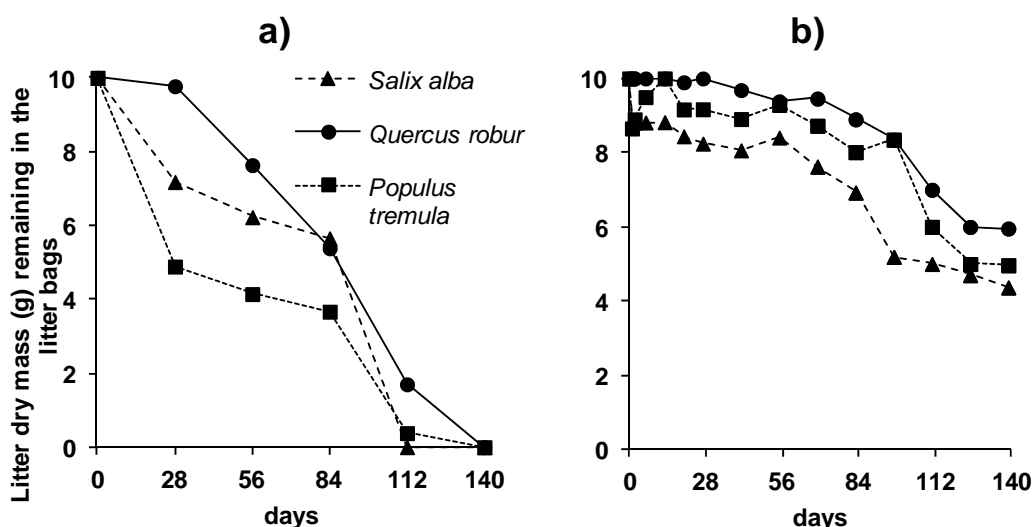 a)
b)
Litter dry mass (g) remaining in the
litter bags
10
8
6
4
2
0
0 28 56 84 112 140
days
Salix alba
Quercus robur
Populus
tremula
10
8
6
4
2
0
0 28 56 84 112 140
days